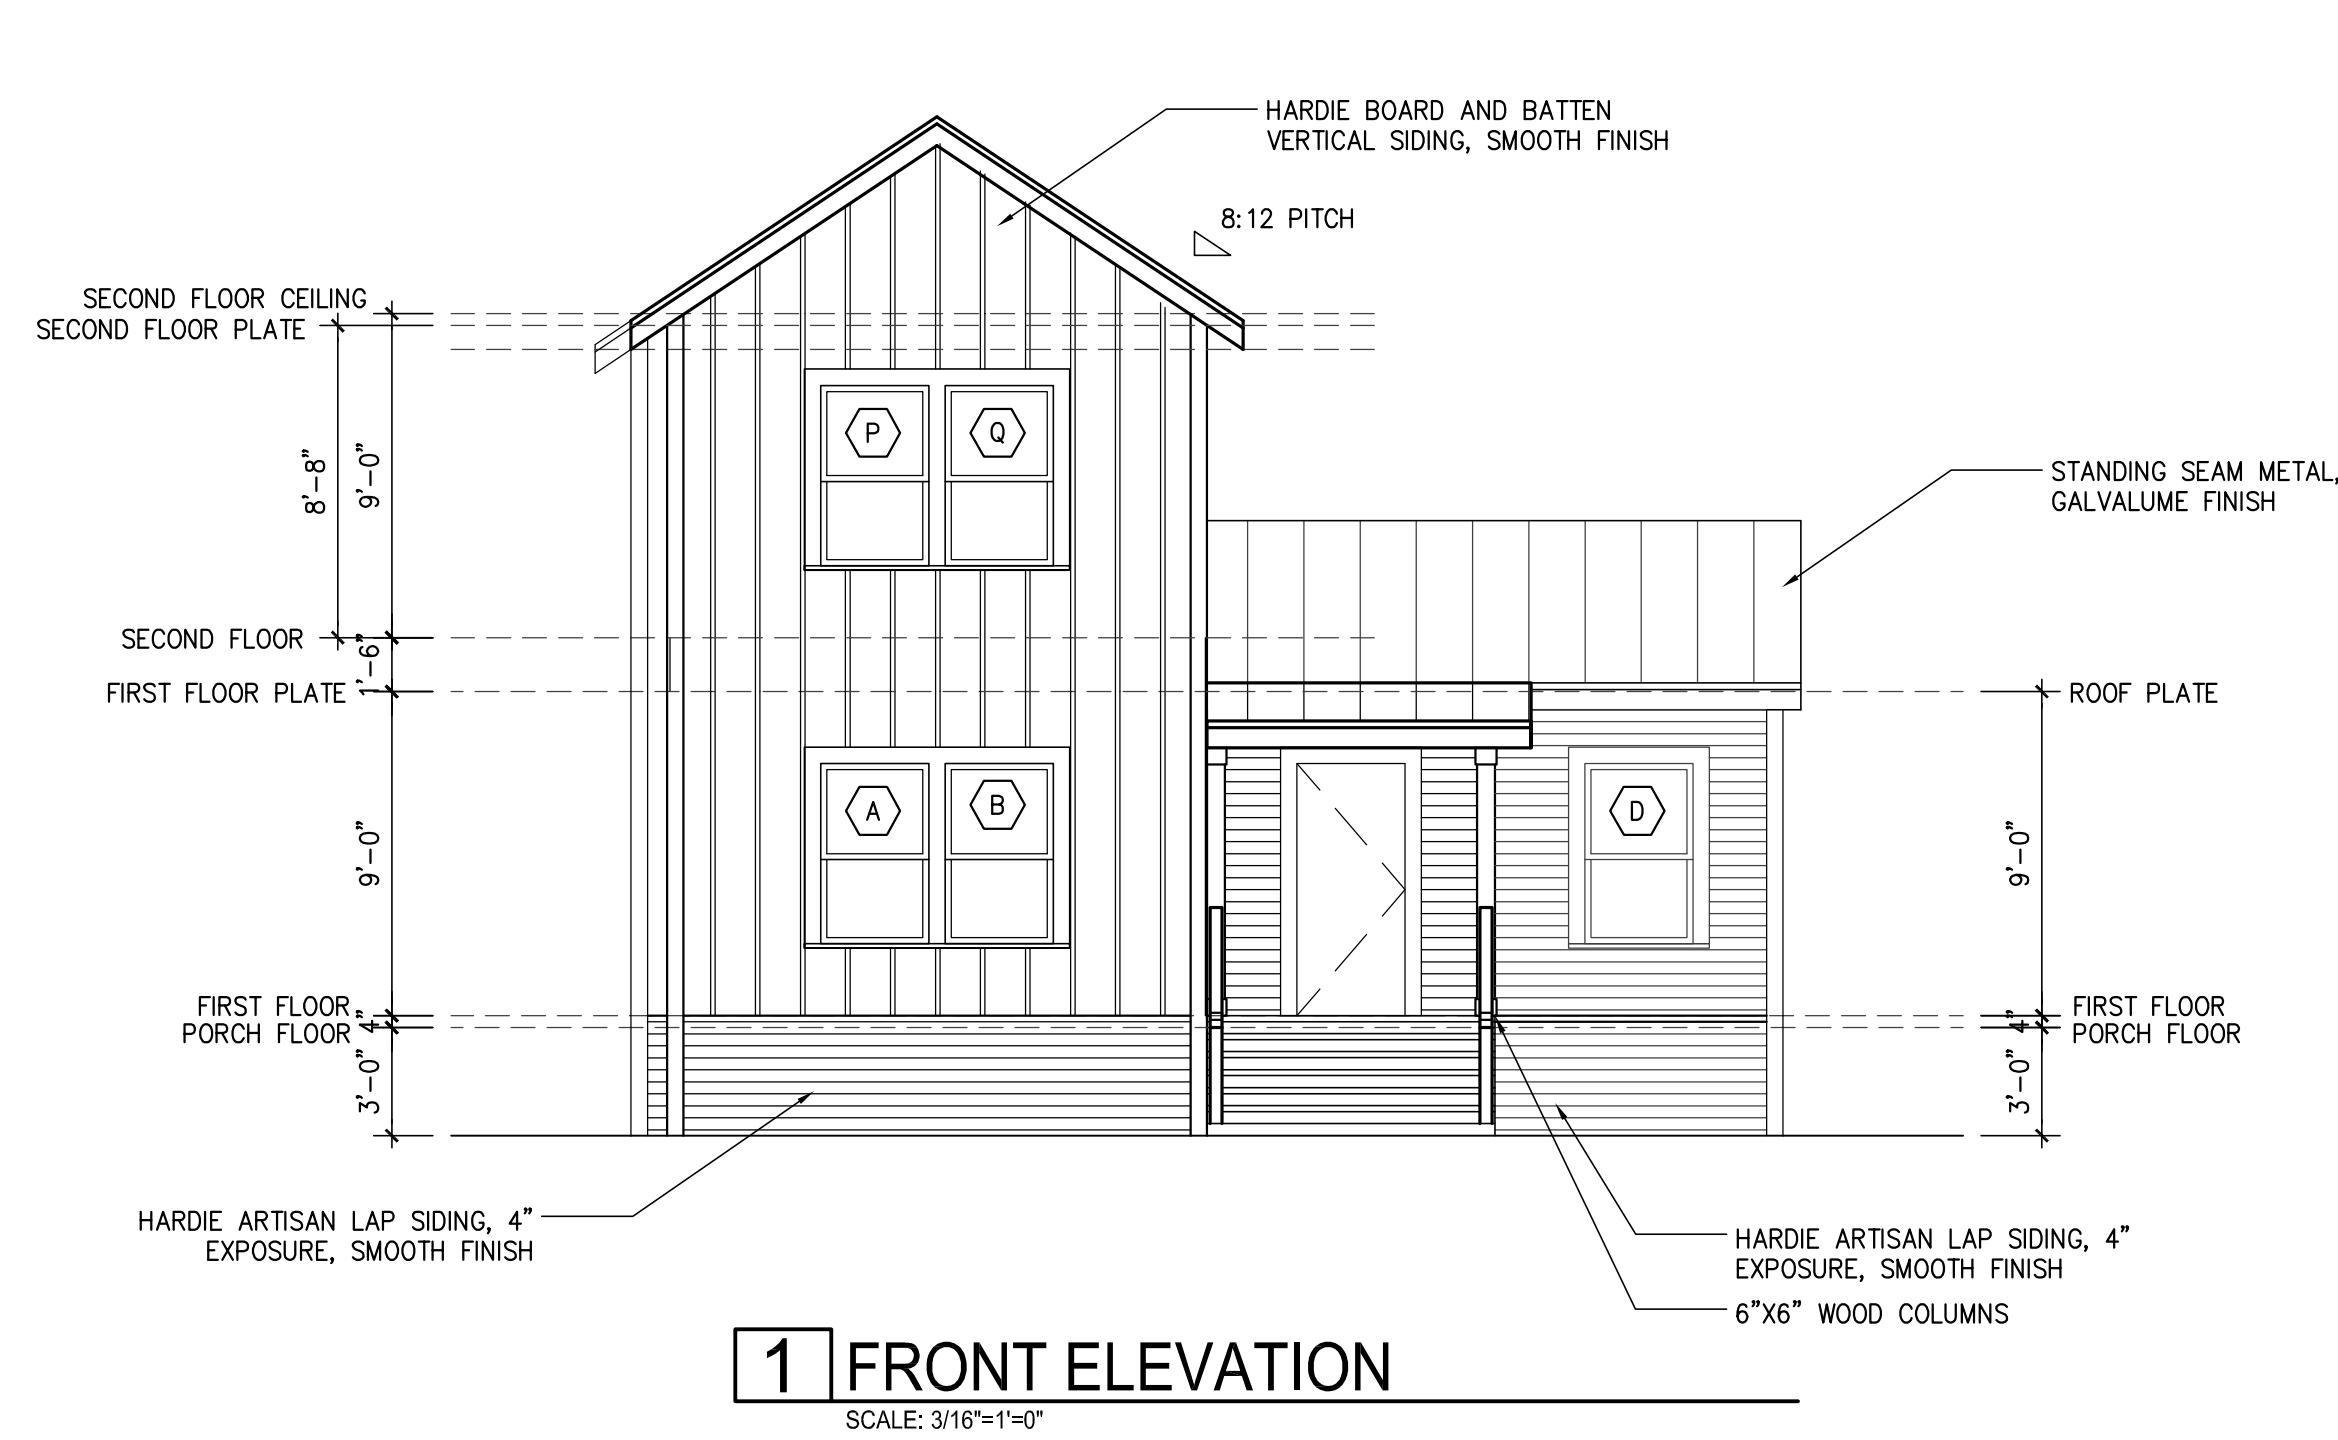 HARDIE BOARD AND BATTEN
VERTICAL SIDING, SMOOTH FINISH
8:12 PITCH
SECOND FLOOR CEILING
SECOND FLOOR PLATE
8'-8"
9'-0"
P
Q
STANDING SEAM METAL,
GALVALUME FINISH
SECOND FLOOR
1'-6"
FIRST FLOOR PLATE
ROOF PLATE
9'-0"
A
B
D
9'-0"
FIRST FLOOR
PORCH FLOOR
4"
3'-0"
FIRST FLOOR
PORCH FLOOR
4"
3'-0"
HARDIE ARTISAN LAP SIDING, 4"
EXPOSURE, SMOOTH FINISH
HARDIE ARTISAN LAP SIDING, 4"
EXPOSURE, SMOOTH FINISH
6"X6" WOOD COLUMNS
1 FRONT ELEVATION
SCALE: 3/16"=1'=0"